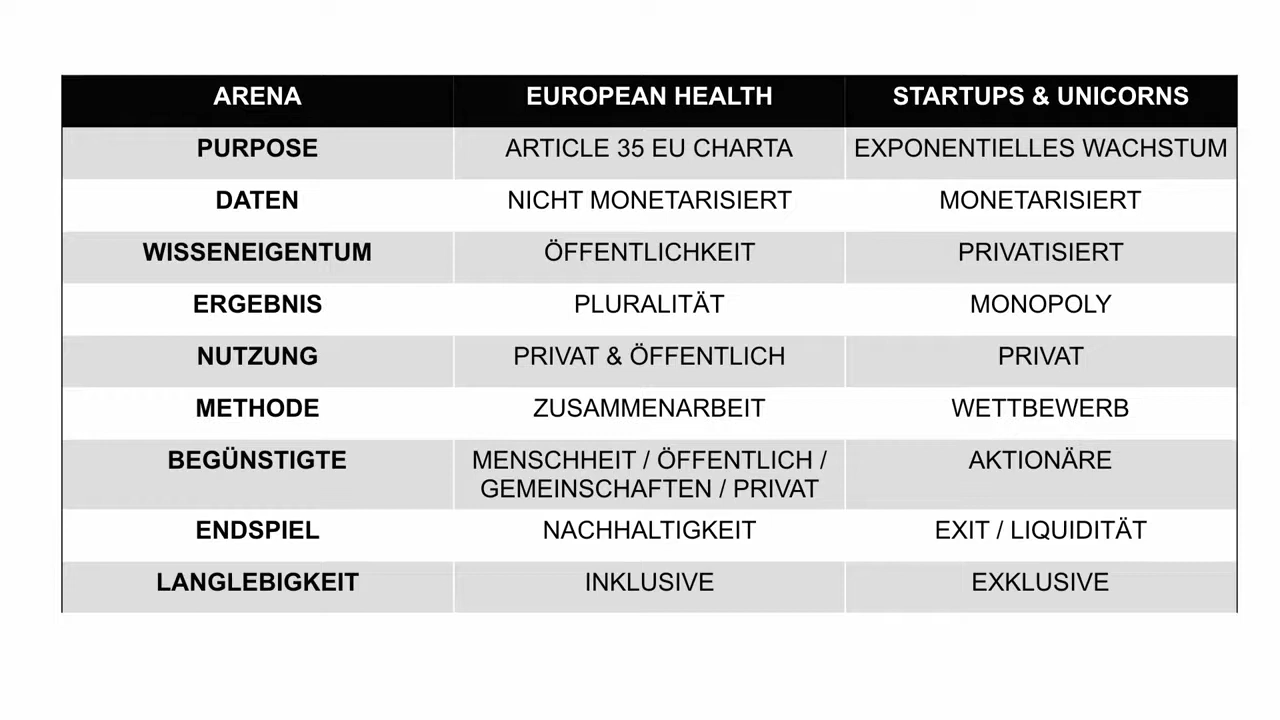 ARENA EUROPEAN HEALTH STARTUPS & UNICORNS
PURPOSE ARTICLE 35 EU CHARTA EXPONENTIELLES WACHSTUM
DATEN NICHT MONETARISIERT MONETARISIERT
WISSENEIGENTUM ÖFFENTLICHKEIT PRIVATISIERT
ERGEBNIS PLURALITÄT MONOPOLY
NUTZUNG PRIVAT & ÖFFENTLICH PRIVAT
METHODE ZUSAMMENARBEIT WETTBEWERB
BEGÜNSTIGTE MENSCHHEIT / ÖFFENTLICH / AKTIONÄRE
GEMEINSCHAFTEN / PRIVAT
ENDSPIEL NACHHALTIGKEIT EXIT / LIQUIDITÄT
LANGLEBIGKEIT INKLUSIVE EXKLUSIVE